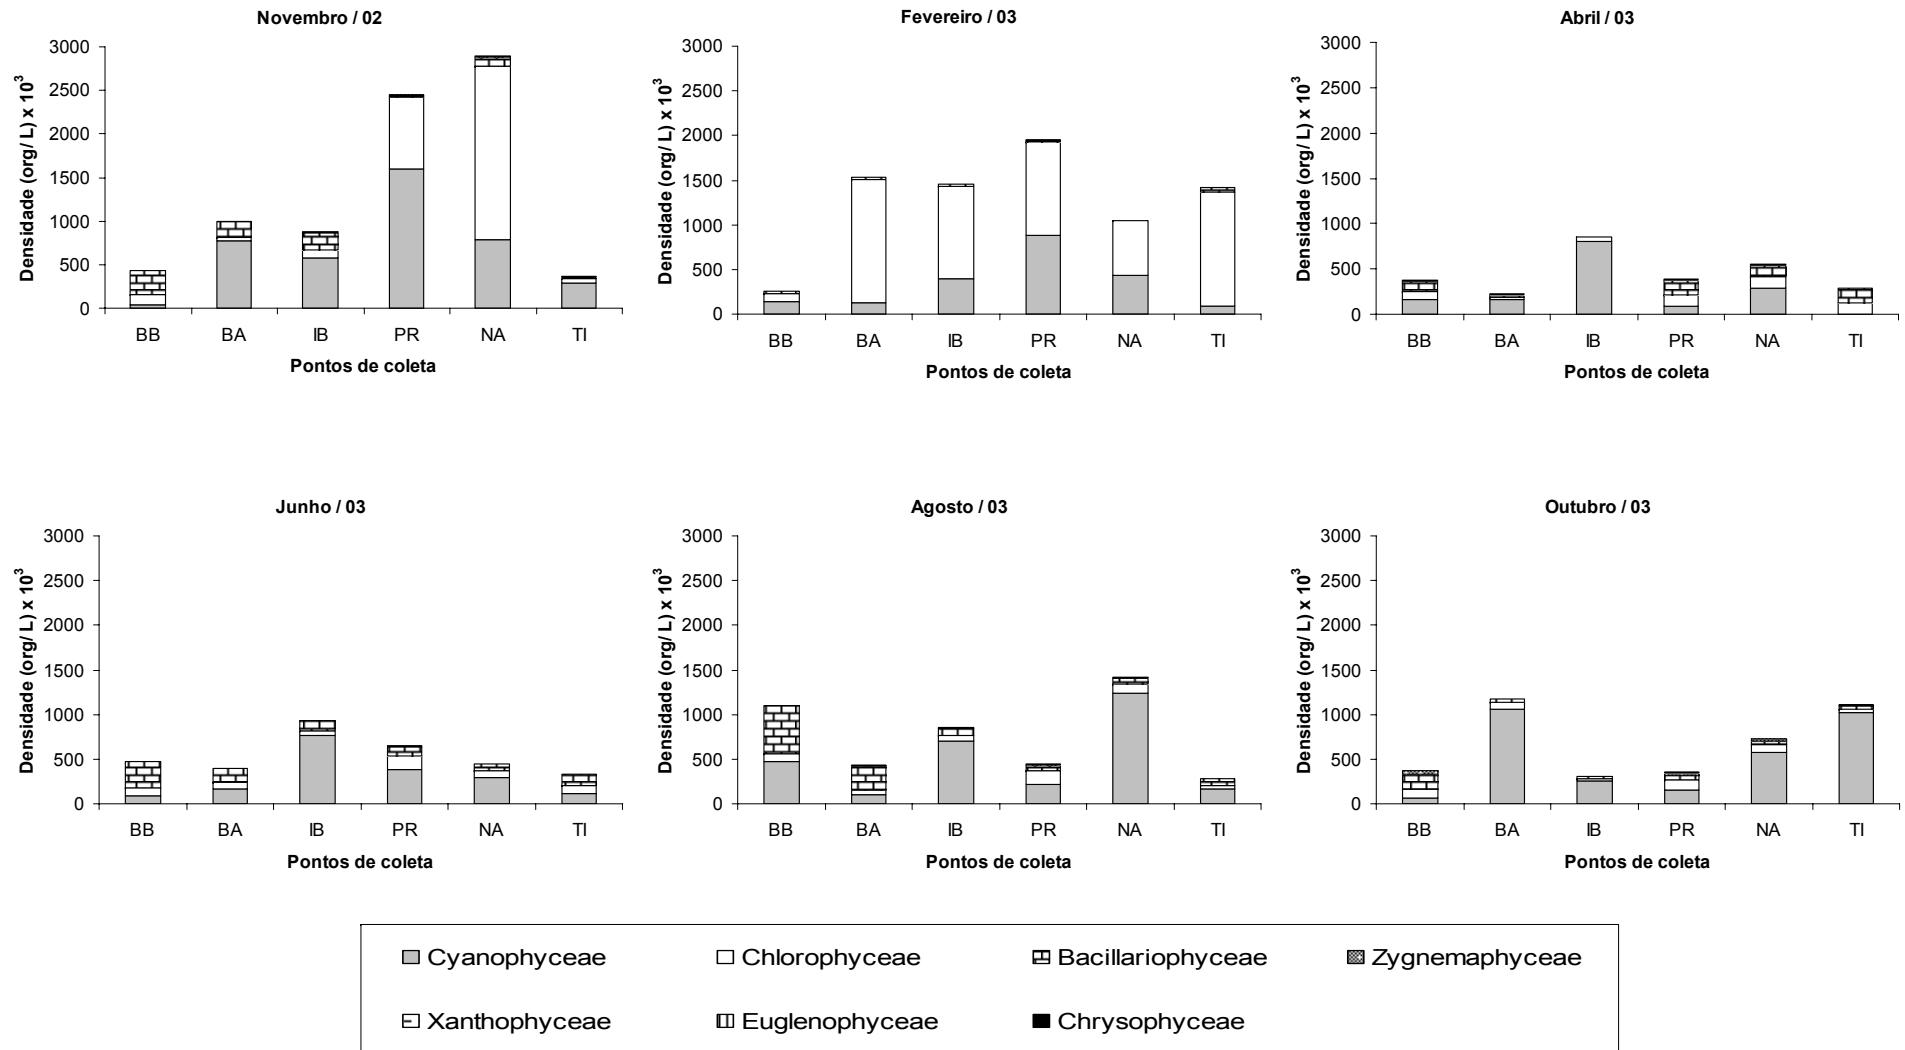 Novembro / 02
Densidade (org/ L) x 10³
3000
2500
2000
1500
1000
500
0
BB BA IB PR NA TI
Pontos de coleta
Fevereiro / 03
Densidade (org/ L) x 10³
3000
2500
2000
1500
1000
500
0
BB BA IB PR NA TI
Pontos de coleta
Abril / 03
Densidade (org/ L) x 10³
3000
2500
2000
1500
1000
500
0
BB BA IB PR NA TI
Pontos de coleta
Junho / 03
Densidade (org/ L) x 10³
3000
2500
2000
1500
1000
500
0
BB BA IB PR NA TI
Pontos de coleta
Agosto / 03
Densidade (org/ L) x 10³
3000
2500
2000
1500
1000
500
0
BB BA IB PR NA TI
Pontos de coleta
Outubro / 03
Densidade (org/ L) x 10³
3000
2500
2000
1500
1000
500
0
BB BA IB PR NA TI
Pontos de coleta
Cyanophyceae Chlorophyceae Bacillariophyceae Zygnemaphyceae
Xanthophyceae Euglenophyceae Chrysophyceae